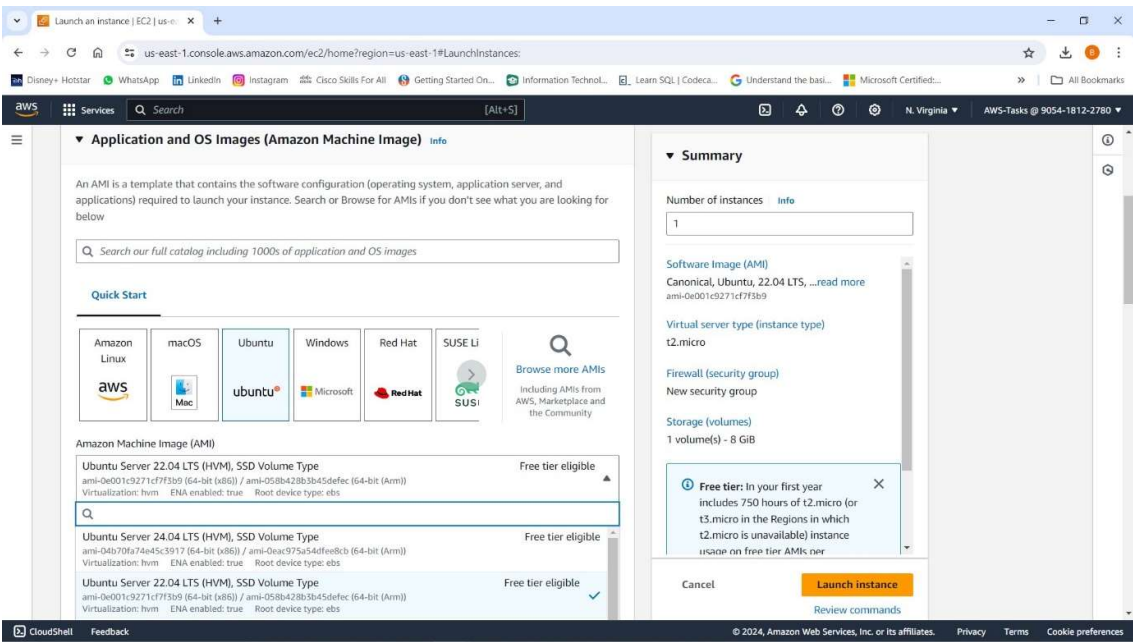 Launch an instance | EC2 | us-e
us-east-1.console.aws.amazon.com/ec2/home?region=us-east-1#LaunchInstances:
Disney+ Hotstar WhatsApp LinkedIn Instagram Cisco Skills For All Getting Started On... Information Technol... Learn SQL | Codeca... Understand the basi... Microsoft Certified:... » All Bookmarks
aws Services Search [Alt+S] N. Virginia AWS-Tasks @ 9054-1812-2780
Application and OS Images (Amazon Machine Image) Info
An AMI is a template that contains the software configuration (operating system, application server, and
applications) required to launch your instance. Search or Browse for AMIs if you don't see what you are looking for
below
Search our full catalog including 1000s of application and OS images
Quick Start
Amazon
Linux
aws
macOS
Mac
Ubuntu
ubuntu
Windows
Microsoft
Red Hat
Red Hat
SUSE Li
SUS
Browse more AMIs
Including AMIs from
AWS, Marketplace and
the Community
Amazon Machine Image (AMI)
Ubuntu Server 22.04 LTS (HVM), SSD Volume Type Free tier eligible
ami-0e001c9271cf7f3b9 (64-bit (x86)) / ami-058b428b3b45defec (64-bit (Arm))
Virtualization: hvm ENA enabled: true Root device type: ebs
Ubuntu Server 24.04 LTS (HVM), SSD Volume Type Free tier eligible
ami-04b70fa74e45c3917 (64-bit (x86)) / ami-0eac975a54dfee8cb (64-bit (Arm))
Virtualization: hvm ENA enabled: true Root device type: ebs
Ubuntu Server 22.04 LTS (HVM), SSD Volume Type Free tier eligible
ami-0e001c9271cf7f3b9 (64-bit (x86)) / ami-058b428b3b45defec (64-bit (Arm))
Virtualization: hvm ENA enabled: true Root device type: ebs
Summary
Number of instances Info
1
Software Image (AMI)
Canonical, Ubuntu, 22.04 LTS, ...read more
ami-0e001c9271cf7f3b9
Virtual server type (instance type)
t2.micro
Firewall (security group)
New security group
Storage (volumes)
1 volume(s) - 8 GiB
Free tier: In your first year
includes 750 hours of t2.micro (or
t3.micro in the Regions in which
t2.micro is unavailable) instance
usage on free tier AMIs per
Cancel Launch instance
Review commands
CloudShell Feedback © 2024, Amazon Web Services, Inc. or its affiliates. Privacy Terms Cookie preferences